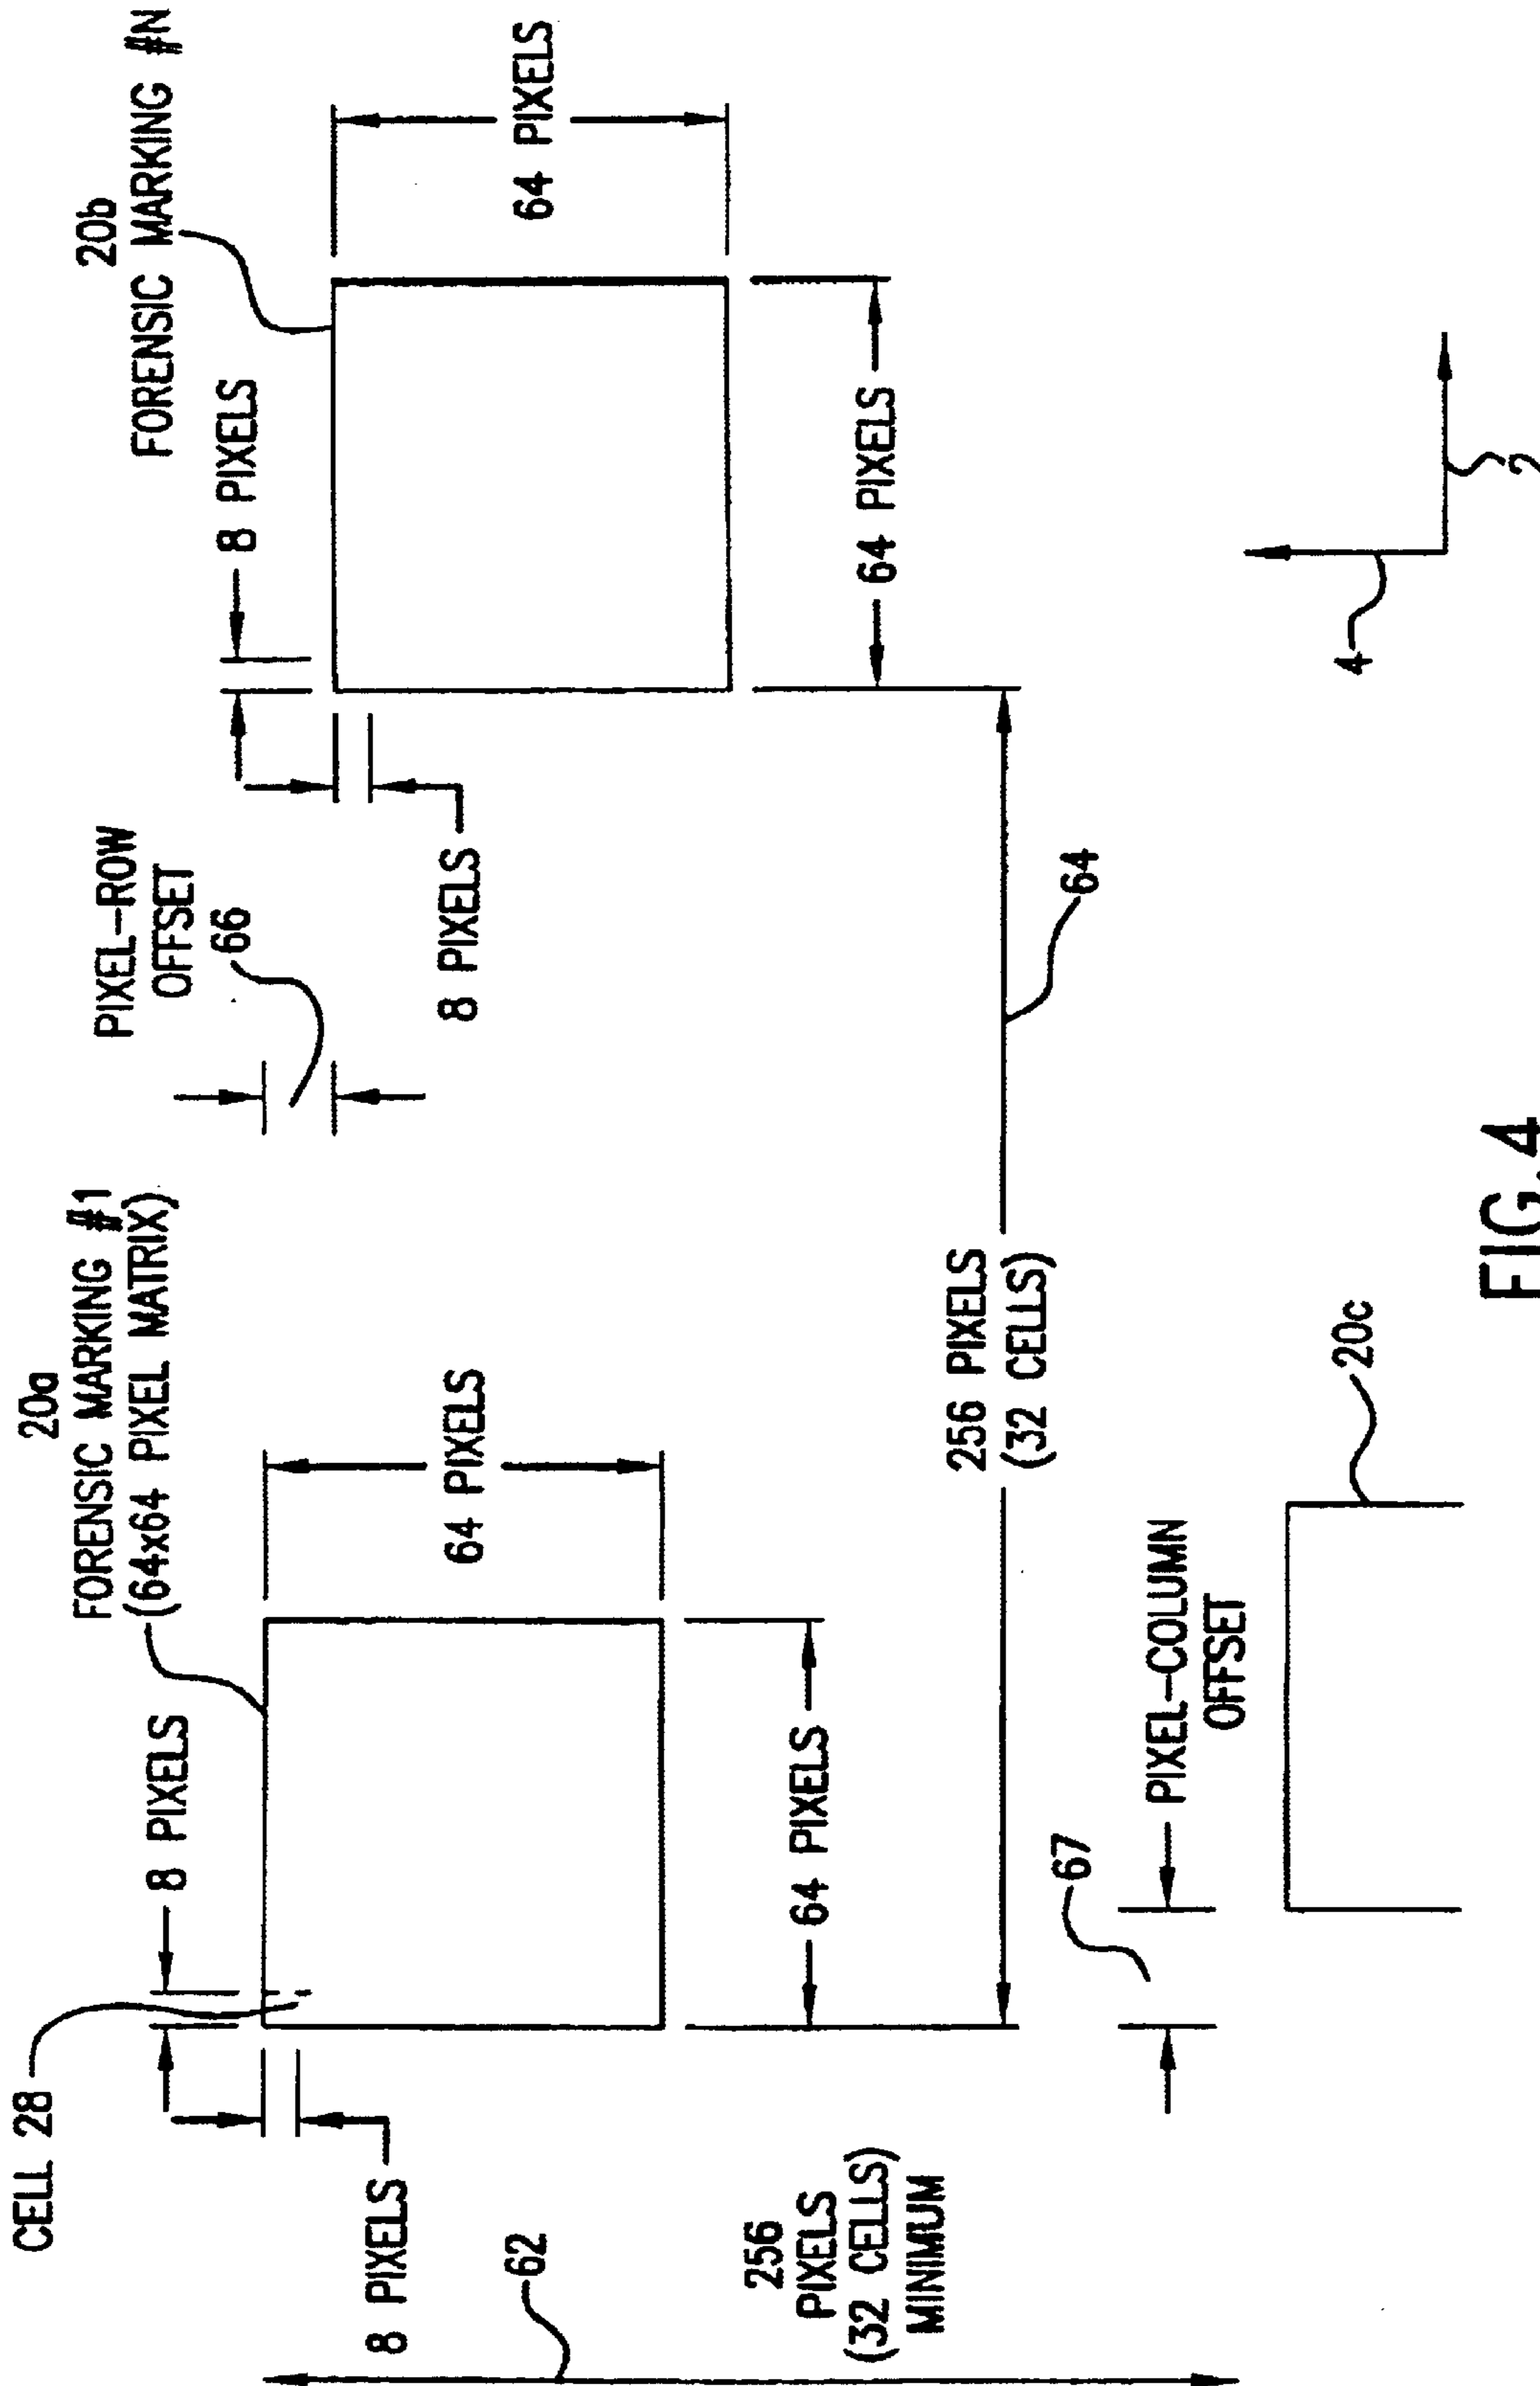 20a
FORENSIC MARKING #1
(64x64 PIXEL MATRIX)
CELL 28
8 PIXELS
8 PIXELS
64 PIXELS
64 PIXELS
PIXEL-ROW
OFFSET
66
20b
FORENSIC MARKING #N
8 PIXELS
8 PIXELS
64 PIXELS
64 PIXELS
62
256
PIXELS
(32 CELLS)
MINIMUM
256 PIXELS
(32 CELLS)
64
67
PIXEL-COLUMN
OFFSET
20c
4
2
FIG.4